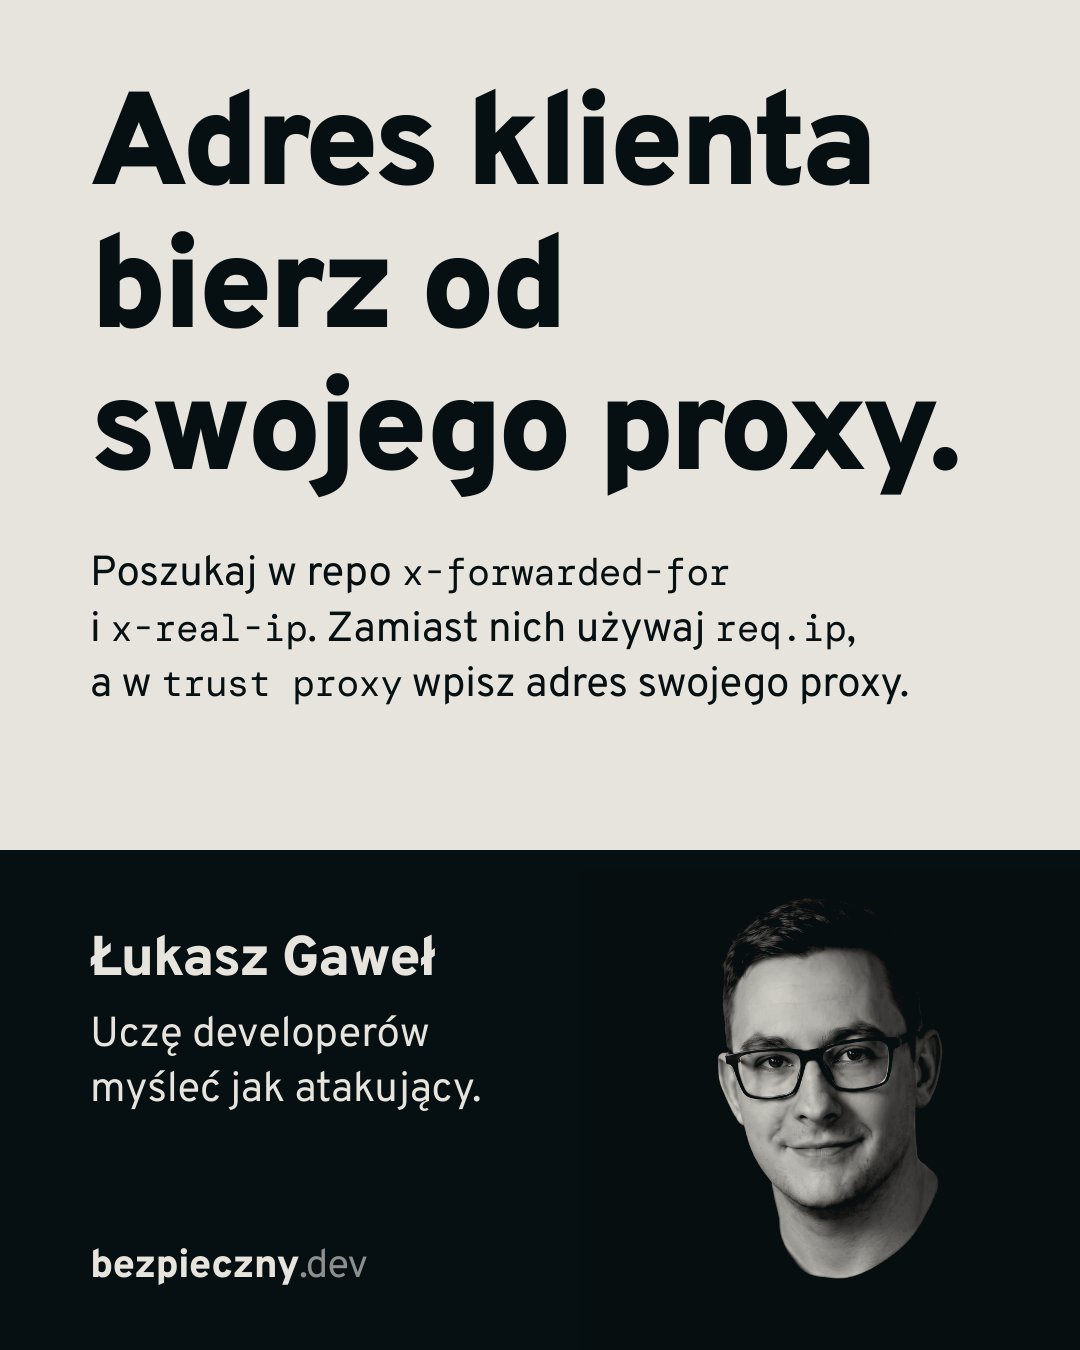 Adres klienta
bierz od
swojego proxy.
Poszukaj w repo x-forwarded-for
i x-real-ip. Zamiast nich używaj req.ip,
a w trust proxy wpisz adres swojego proxy.
Łukasz Gaweł
Uczę developerów
myśleć jak atakujący.
bezpieczny.dev